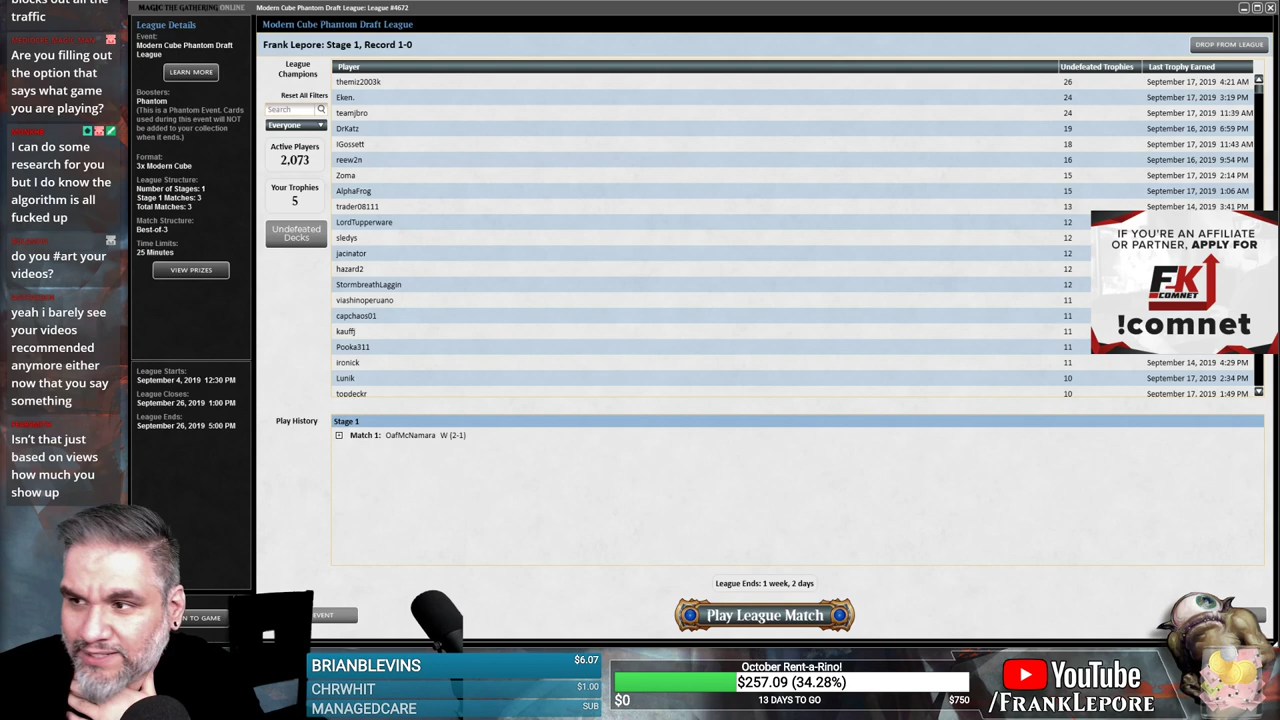 blocks out all the
traffic
Are you filling out
the option that
says what game
you are playing?
I can do some
research for you
but I do know the
algorithm is all
fucked up
do you #art your
videos?
yeah i barely see
your videos
recommended
anymore either
now that you say
something
Isn't that just
based on views
how much you
show up
MAGIC THE GATHERING ONLINE
Modern Cube Phantom Draft League: League #4672
League Details
Event:
Modern Cube Phantom Draft
League
LEARN MORE
Boosters:
Phantom
(This is a Phantom Event. Cards
used during this event will NOT
be added to your collection
when it ends.)
Format:
3x Modern Cube
League Structure:
Number of Stages: 1
Stage 1 Matches: 3
Total Matches: 3
Match Structure:
Best-of-3
Time Limits:
25 Minutes
VIEW PRIZES
League Starts:
September 4, 2019 12:30 PM
League Closes:
September 26, 2019 1:00 PM
League Ends:
September 26, 2019 5:00 PM
Modern Cube Phantom Draft League
Frank Lepore: Stage 1, Record 1-0
DROP FROM LEAGUE
League
Champions
Reset All Filters
Search
Everyone
Active Players
2,073
Your Trophies
5
Undefeated
Decks
Player Undefeated Trophies Last Trophy Earned
themiz2003k 26 September 17, 2019 4:21 AM
Eken. 24 September 17, 2019 3:19 PM
teamjbro 24 September 17, 2019 11:39 AM
DrKatz 19 September 16, 2019 6:59 PM
IGossett 18 September 17, 2019 11:43 AM
reew2n 16 September 16, 2019 9:54 PM
Zoma 15 September 17, 2019 2:14 PM
AlphaFrog 15 September 17, 2019 1:06 AM
trader08111 13 September 14, 2019 3:41 PM
LordTupperware 12
sledys 12
jacinator 12
hazard2 12
StormbreathLaggin 12
viashinoperuano 11
capchaos01 11
kauffj 11
Pooka311 11
ironick 11 September 14, 2019 4:29 PM
Lunik 10 September 17, 2019 2:34 PM
topdeckr 10 September 17, 2019 1:49 PM
IF YOU'RE AN AFFILIATE
OR PARTNER, APPLY FOR
.COMNET
!comnet
Play History
Stage 1
Match 1: OafMcNamara W (2-1)
League Ends: 1 week, 2 days
Play League Match
N TO GAME
EVENT
BRIANBLEVINS $6.07
CHRWHIT $1.00
MANAGEDCARE SUB
October Rent-a-Rino!
$257.09 (34.28%)
$0 13 DAYS TO GO $750
YouTube
/FRANKLEPORE